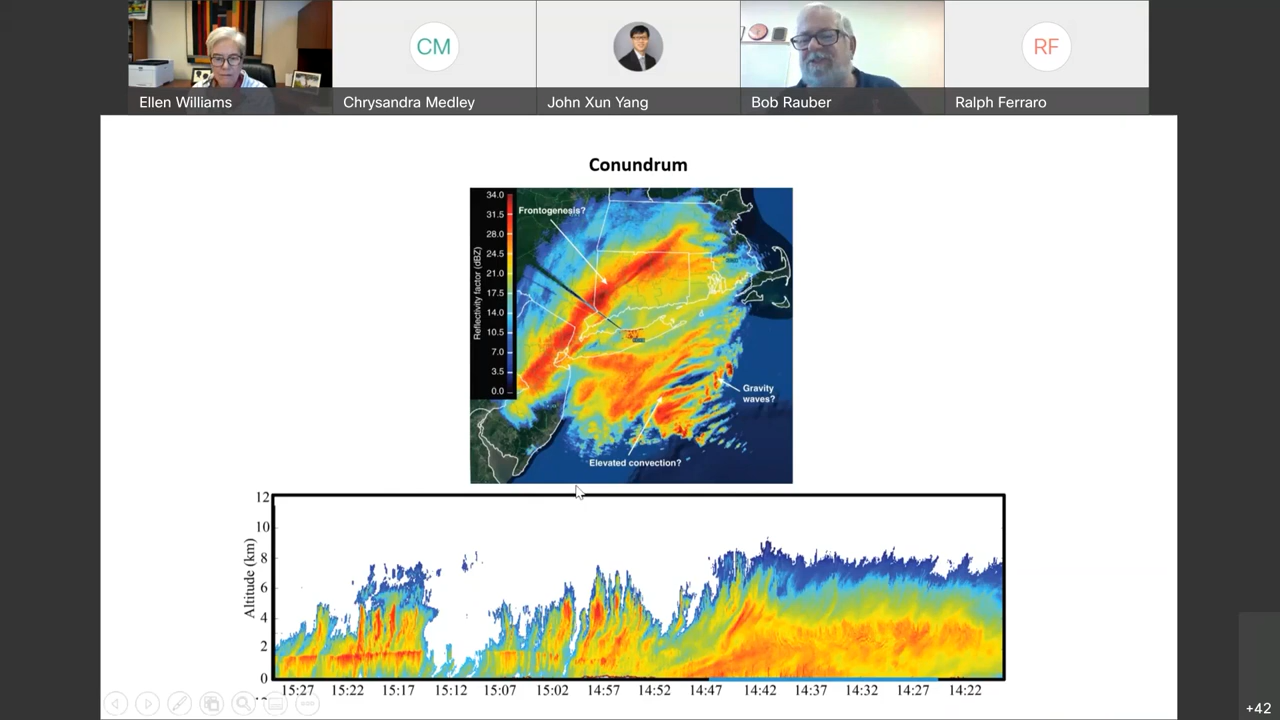 CM
RF
Ellen Williams
Chrysandra Medley
John Xun Yang
Bob Rauber
Ralph Ferraro
Conundrum
34.0
31.5
28.0
24.5
21.0
17.5
14.0
10.5
7.0
3.5
0.0
Reflectivity factor (dBZ)
Frontogenesis?
Gravity
waves?
Elevated convection?
12
10
8
6
4
2
0
Altitude (km)
15:27 15:22 15:17 15:12 15:07 15:02 14:57 14:52 14:47 14:42 14:37 14:32 14:27 14:22
+42